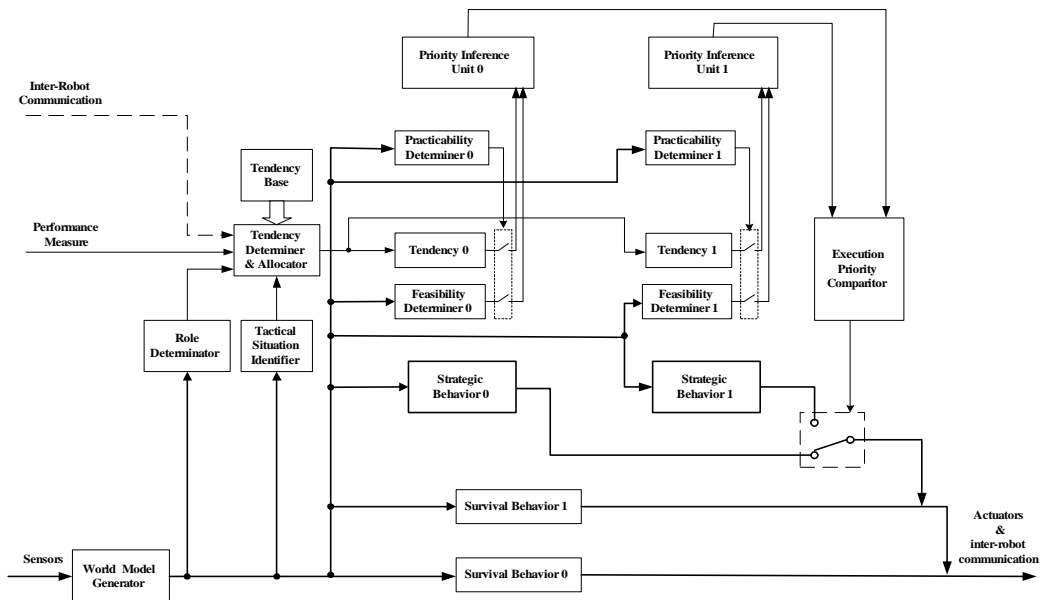 Priority Inference
Unit 0
Priority Inference
Unit 1
Inter-Robot
Communication
Practicability
Determiner 0
Practicability
Determiner 1
Tendency
Base
Performance
Measure
Tendency
Determiner
& Allocator
Tendency 0
Tendency 1
Execution
Priority
Comparitor
Feasibility
Determiner 0
Feasibility
Determiner 1
Role
Determinator
Tactical
Situation
Identifier
Strategic
Behavior 0
Strategic
Behavior 1
Survival Behavior 1
Actuators
&
inter-robot
communication
Sensors
World Model
Generator
Survival Behavior 0